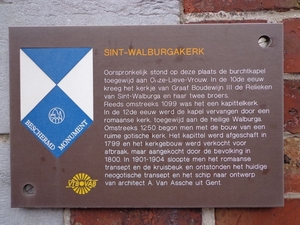 SINT-WALBURGAKERK
Oorspronkelijk stond op deze plaats de burchtkapel
toegewijd aan Onze-Lieve-Vrouw. In de 10de eeuw
kreeg het kerkje van Graaf Boudewijn III de Relieken
van Sint-Walburga en haar twee broers.
Reeds omstreeks 1099 was het een kapittelkerk.
In de 12de eeuw werd de kapel vervangen door een
romaanse kerk, toegewijd aan de heilige Walburga.
Omstreeks 1250 begon men met de bouw van een
ruime gotische kerk. Het kapittel werd afgeschaft in
1799 en het kerkgebouw werd verkocht voor
afbraak, maar aangekocht door de bevolking in
1800. In 1901-1904 sloopte men het romaanse
transept en de kruisbeuk en ontstonden het huidige
neogotische transept en het schip naar ontwerp
van architect A. Van Assche uit Gent.
BESCHERMD MONUMENT